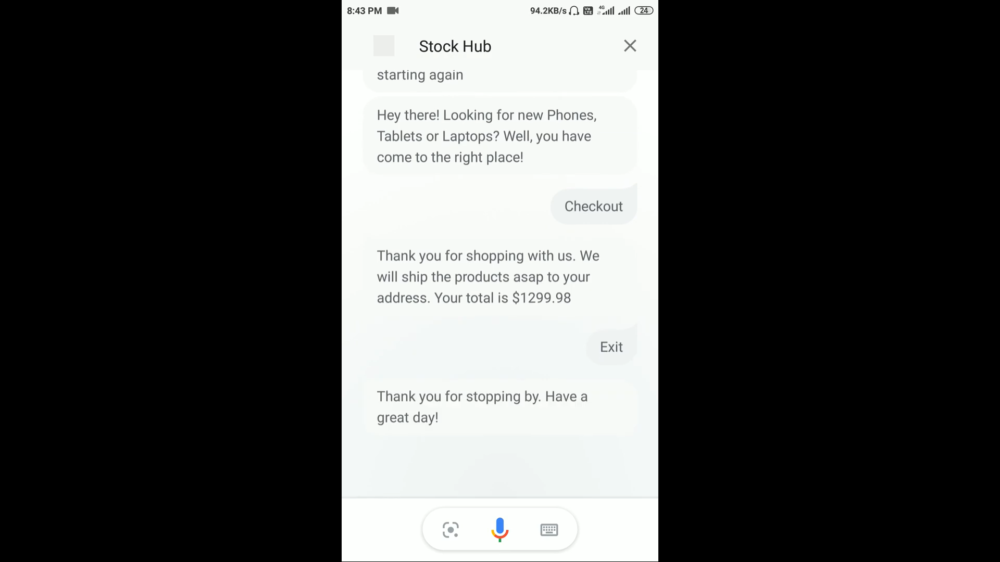 8:43 PM
94.2KB/s Vo LTE 4G 24
Stock Hub
starting again
Hey there! Looking for new Phones,
Tablets or Laptops? Well, you have
come to the right place!
Checkout
Thank you for shopping with us. We
will ship the products asap to your
address. Your total is $1299.98
Exit
Thank you for stopping by. Have a
great day!